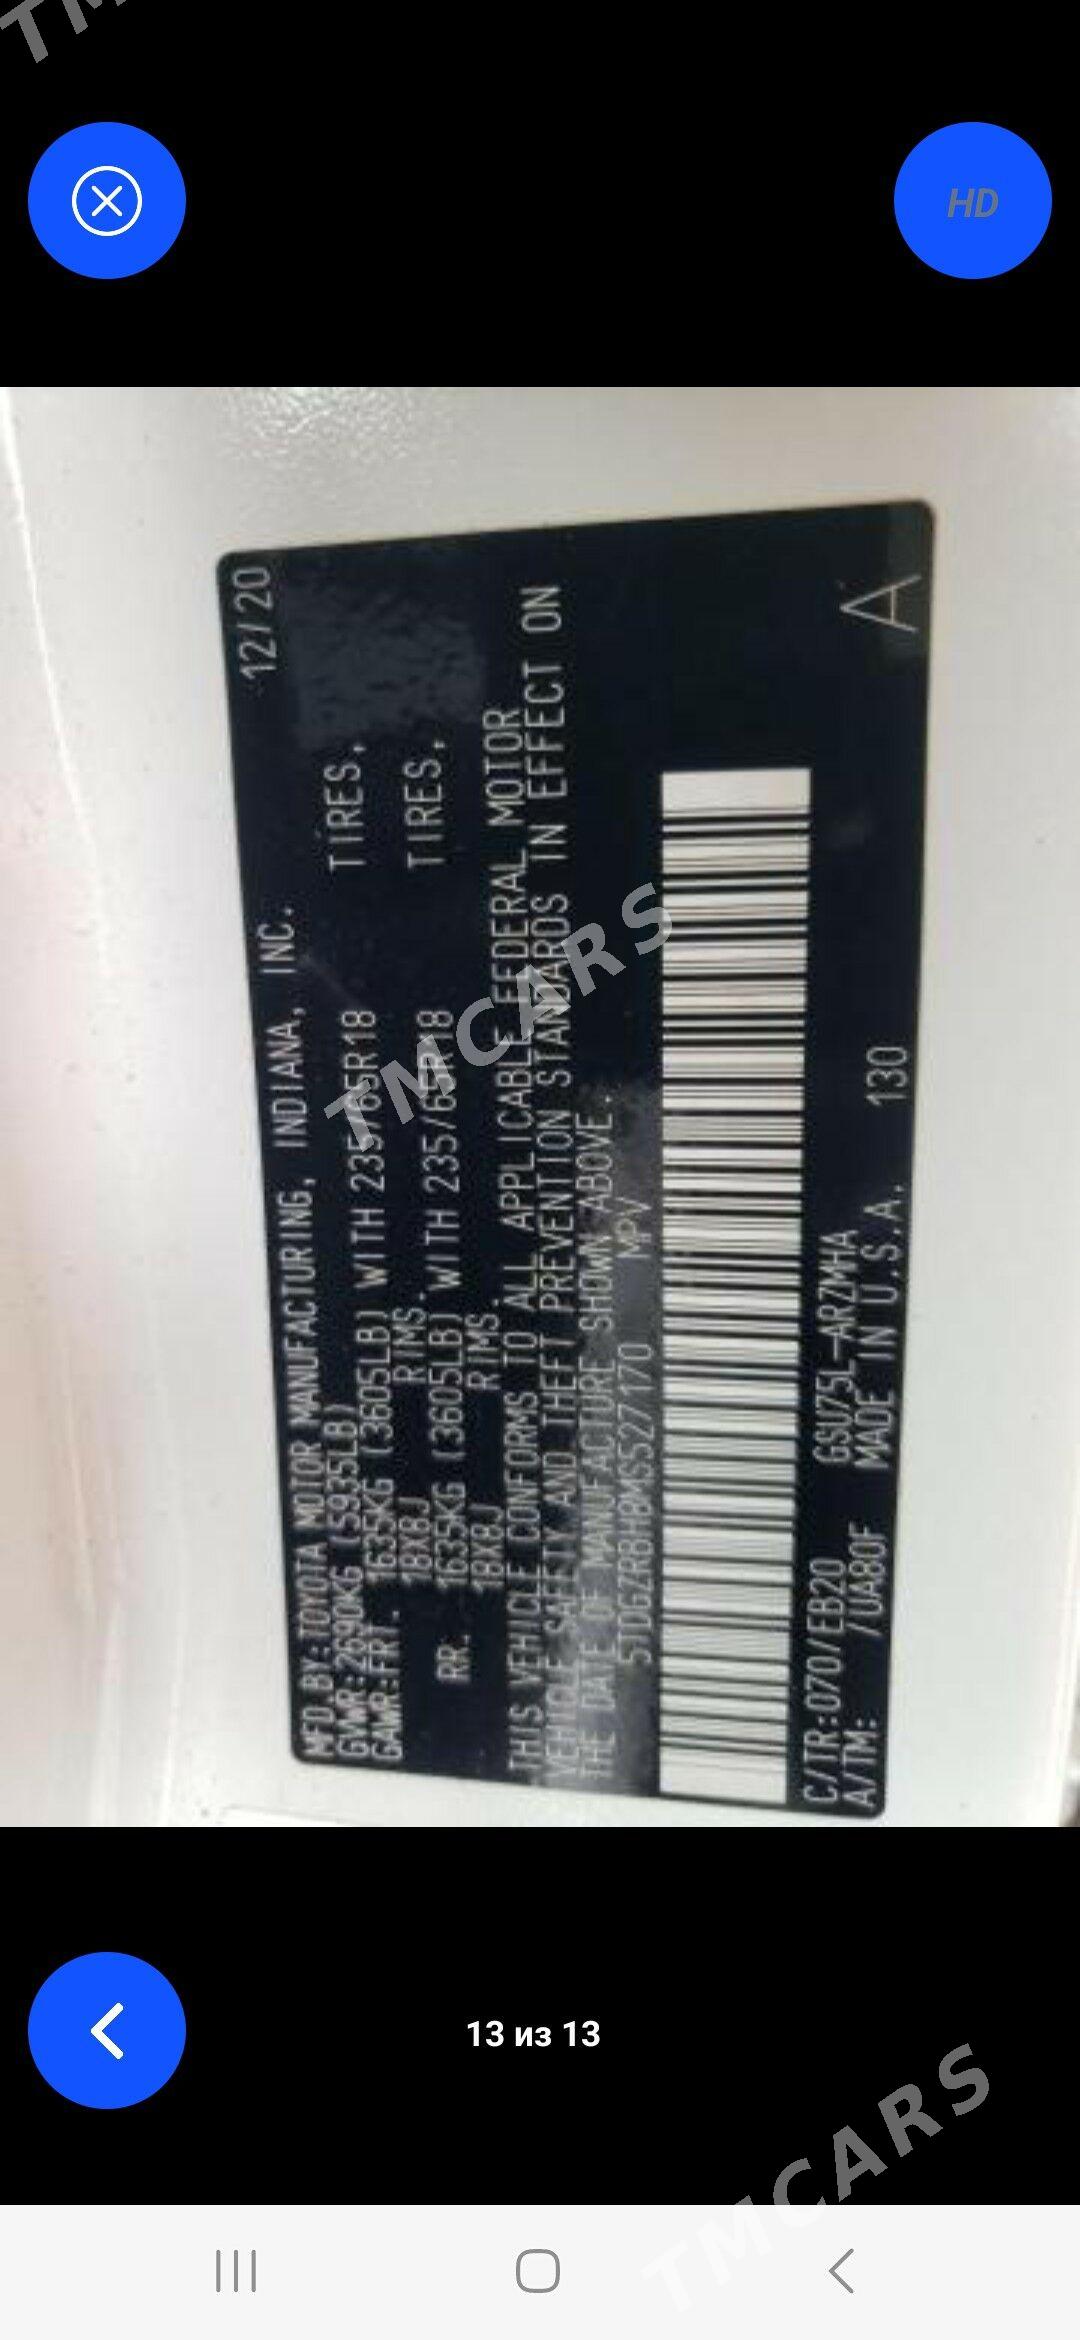 TM
HD
12/20
MFD.BY:TOYOTA MOTOR MANUFACTURING, INDIANA, INC.
GVWR:2690KG (5935LB)
GAWR:FRT. 1635KG (3605LB) WITH 235/65R18 TIRES,
18X8J RIMS.
RR. 1635KG (3605LB) WITH 235/65R18 TIRES,
18X8J RIMS.
THIS VEHICLE CONFORMS TO ALL APPLICABLE FEDERAL MOTOR
VEHICLE SAFETY AND THEFT PREVENTION STANDARDS IN EFFECT ON
THE DATE OF MANUFACTURE SHOWN ABOVE.
5TDGZRBH8MS527170 MPV
C/TR:070/EB20 GSU75L-ARZMHA
A/TM: /UA80F MADE IN U.S.A. 130
A
TMCARS
13 из 13
TMCARS